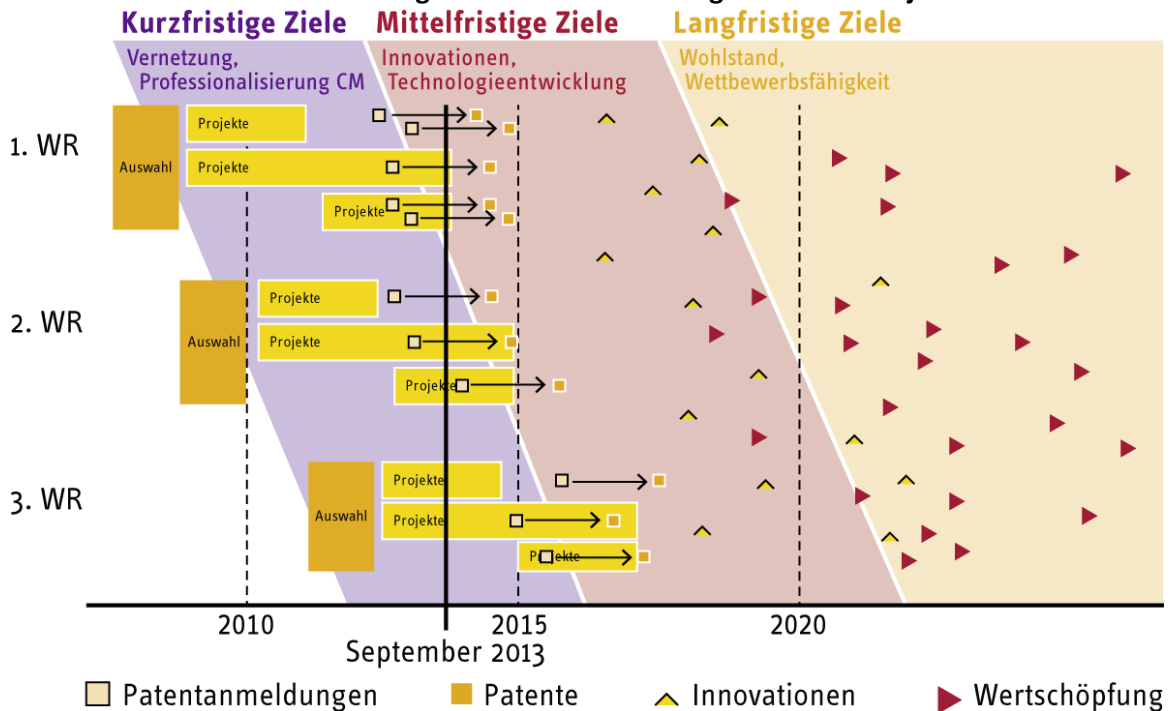 Kurzfristige Ziele Mittelfristige Ziele Langfristige Ziele
Vernetzung,
Professionalisierung CM
Innovationen,
Technologieentwicklung
Wohlstand,
Wettbewerbsfähigkeit
1. WR
Auswahl
Projekte
Projekte
Projekte
2. WR
Auswahl
Projekte
Projekte
Projekte
3. WR
Auswahl
Projekte
Projekte
Projekte
2010 2015 2020
September 2013
Patentanmeldungen Patente Innovationen Wertschöpfung